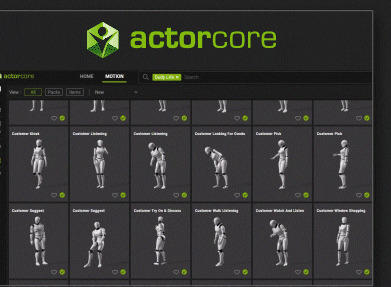 actorcore
actorcore HOME MOTION Daily Life × Search
View : All Packs Items New
Customer Greet Customer Listening Customer Listening Customer Looking For Goods Customer Pick Customer Pick
Customer Suggest Customer Suggest Customer Try On & Discuss Customer Walk Listening Customer Watch And Listen Customer Window Shopping